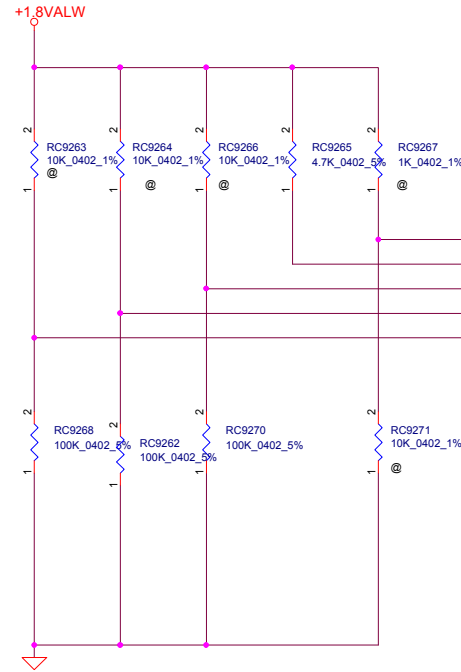 +1.8VALW
2
RC9263
10K_0402_1%
@
1
2
RC9264
10K_0402_1%
@
1
2
RC9266
10K_0402_1%
@
1
2
RC9265
4.7K_0402_5%
1
2
RC9267
1K_0402_1%
@
1
2
RC9268
100K_0402_5%
1
2
RC9262
100K_0402_5%
1
2
RC9270
100K_0402_5%
1
2
RC9271
10K_0402_1%
@
1